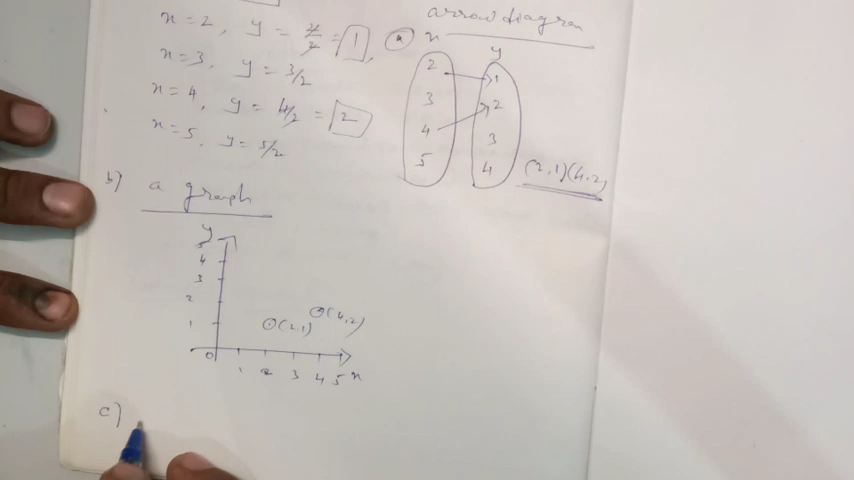 x = 2, y = 2/2 = 1,
x = 3, y = 3/2
x = 4, y = 4/2 = 2
x = 5, y = 5/2
a) arrow diagram
x y
2 1
3 2
4 3
5 4
(2,1)(4,2)
b) a graph
y
5
4
3
2
1
0 1 2 3 4 5 x
(2,1) (4,2)
c)